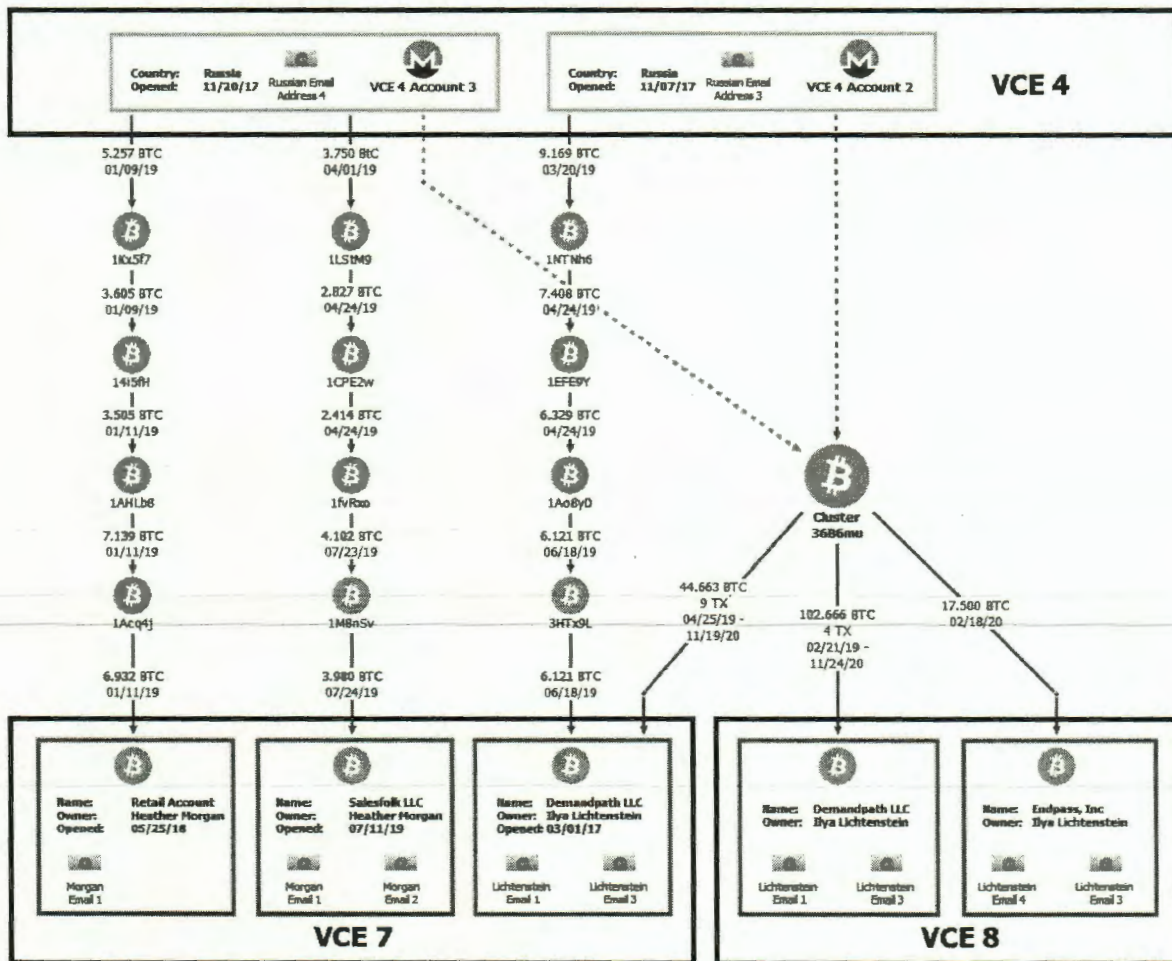 VCE 4
Country: Russia
Opened: 11/20/17
Russian Email
Address 4
VCE 4 Account 3
Country: Russia
Opened: 11/07/17
Russian Email
Address 3
VCE 4 Account 2
5.257 BTC
01/09/19
3.750 BtC
04/01/19
9.169 BTC
03/20/19
1Kx5f7
1LStM9
1NTNh6
3.605 BTC
01/09/19
2.827 BTC
04/24/19
7.408 BTC
04/24/19
14i5fH
1CPE2w
1EFE9Y
3.505 BTC
01/11/19
2.414 BTC
04/24/19
6.329 BTC
04/24/19
1AHLb8
1fvRxo
1Ao8yD
Cluster
36B6mu
7.139 BTC
01/11/19
4.102 BTC
07/23/19
6.121 BTC
06/18/19
1Acq4j
1MBnSv
3HTx9L
44.663 BTC
9 TX
04/25/19 -
11/19/20
102.666 BTC
4 TX
02/21/19 -
11/24/20
17.500 BTC
02/18/20
6.932 BTC
01/11/19
3.980 BTC
07/24/19
6.121 BTC
06/18/19
Name: Retail Account
Owner: Heather Morgan
Opened: 05/25/18
Morgan
Email 1
Name: Salesfolk LLC
Owner: Heather Morgan
Opened: 07/11/19
Morgan
Email 1
Morgan
Email 2
Name: Demandpath LLC
Owner: Ilya Lichtenstein
Opened: 03/01/17
Lichtenstein
Email 1
Lichtenstein
Email 3
Name: Demandpath LLC
Owner: Ilya Lichtenstein
Lichtenstein
Email 1
Lichtenstein
Email 3
Name: Endpass, Inc
Owner: Ilya Lichtenstein
Lichtenstein
Email 4
Lichtenstein
Email 3
VCE 7
VCE 8